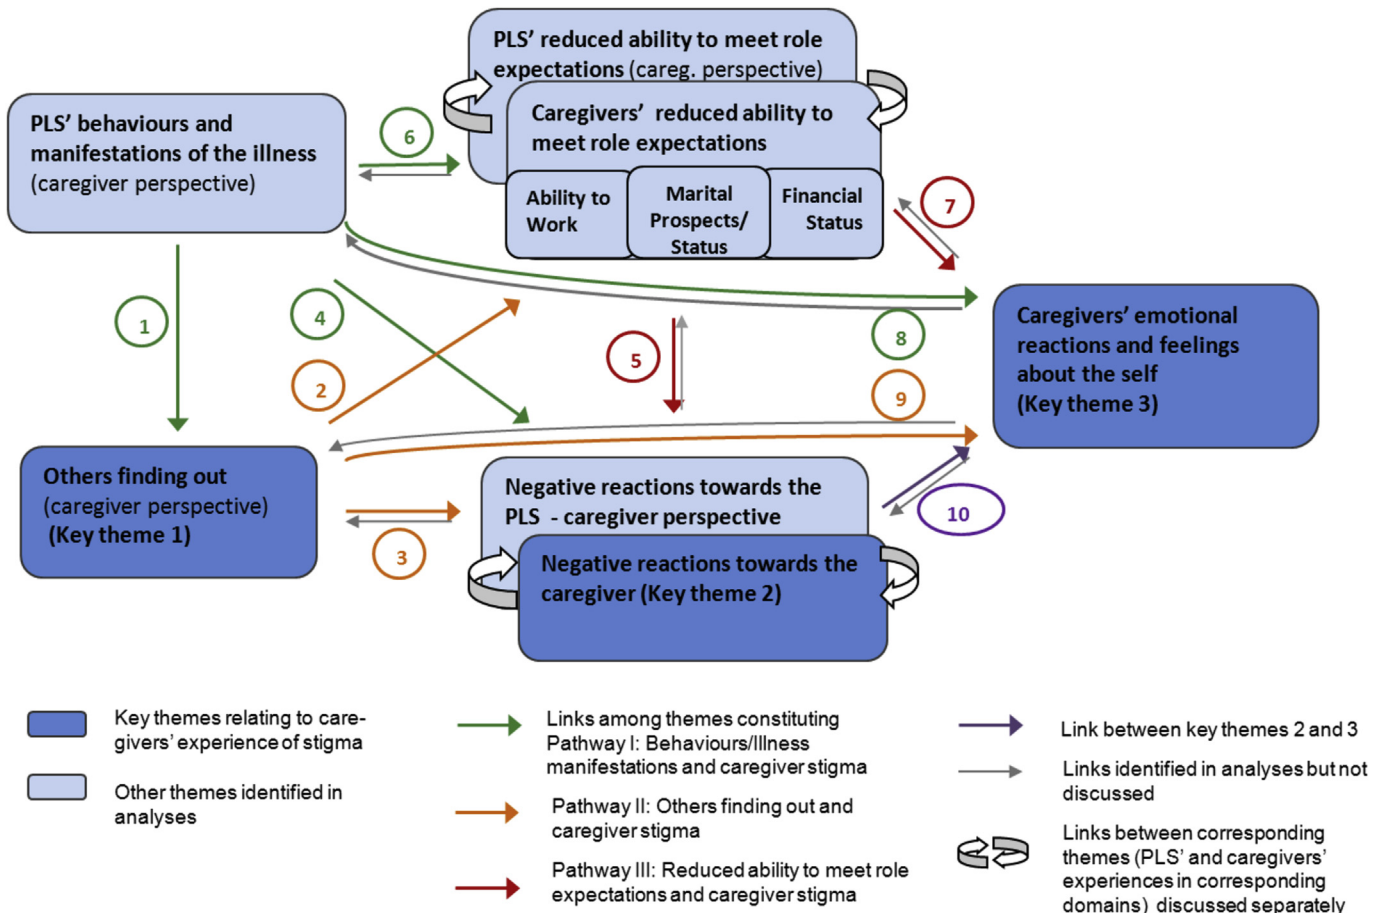 PLS’ reduced ability to meet role
expectations (careg. perspective)
Caregivers’ reduced ability to
meet role expectations
Ability to
Work
Marital
Prospects/
Status
Financial
Status
PLS’ behaviours and
manifestations of the illness
(caregiver perspective)
6
7
1
4
2
5
8
9
Caregivers’ emotional
reactions and feelings
about the self
(Key theme 3)
Others finding out
(caregiver perspective)
(Key theme 1)
3
Negative reactions towards the
PLS - caregiver perspective
Negative reactions towards the
caregiver (Key theme 2)
10
Key themes relating to care-
givers’ experience of stigma
Other themes identified in
analyses
Links among themes constituting
Pathway I: Behaviours/Illness
manifestations and caregiver stigma
Pathway II: Others finding out and
caregiver stigma
Pathway III: Reduced ability to meet role
expectations and caregiver stigma
Link between key themes 2 and 3
Links identified in analyses but not
discussed
Links between corresponding
themes (PLS’ and caregivers’
experiences in corresponding
domains) discussed separately